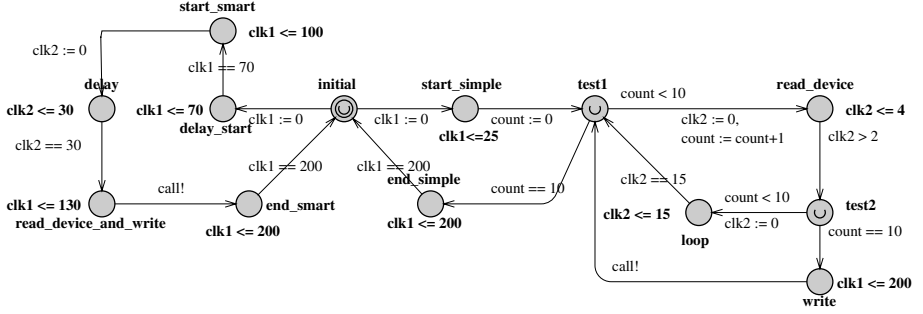 start_smart
clk1 <= 100
clk2 := 0
clk1 == 70
delay
initial
start_simple
test1
read_device
count < 10
clk2 <= 30
clk1 <= 70
clk1 := 0
clk1 := 0
count := 0
clk2 := 0,
clk2 <= 4
delay_start
clk1<=25
count := count+1
clk2 > 2
clk2 == 30
clk1 == 200
clk1 == 200
end_simple
clk2 == 15
call!
count == 10
count < 10
test2
clk1 <= 130
end_smart
clk2 <= 15
clk2 := 0
read_device_and_write
clk1 <= 200
clk1 <= 200
loop
count == 10
call!
clk1 <= 200
write